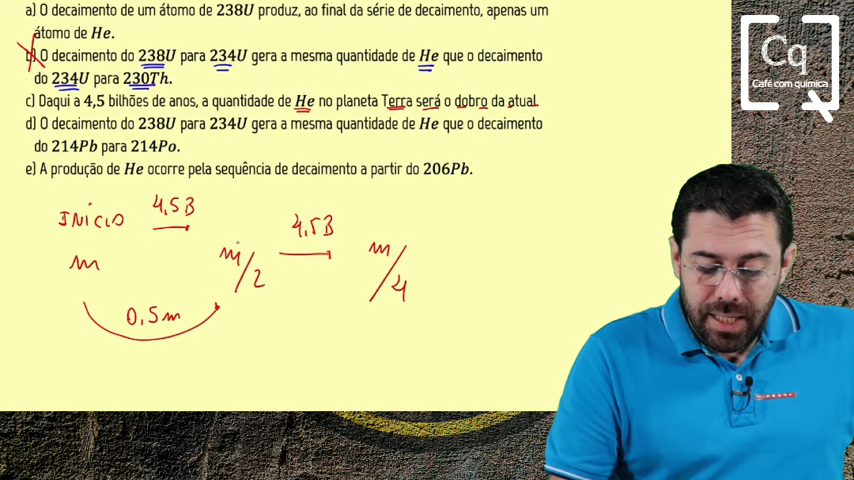 a) O decaimento de um átomo de 238U produz, ao final da série de decaimento, apenas um
átomo de He.
b) O decaimento do 238U para 234U gera a mesma quantidade de He que o decaimento
do 234U para 230Th.
c) Daqui a 4,5 bilhões de anos, a quantidade de He no planeta Terra será o dobro da atual.
d) O decaimento do 238U para 234U gera a mesma quantidade de He que o decaimento
do 214Pb para 214Po.
e) A produção de He ocorre pela sequência de decaimento a partir do 206Pb.
INÍCIO 4,5B 4,5B
m m/2 m/4
0,5m
Cq
Café com química